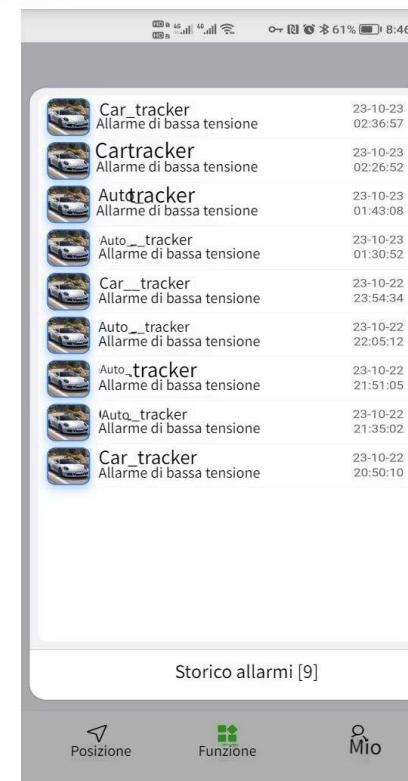 HD a 4G 4G 61% 8:46
HD a
Car_tracker 23-10-23
Allarme di bassa tensione 02:36:57
Cartracker 23-10-23
Allarme di bassa tensione 02:26:52
Autotracker 23-10-23
Allarme di bassa tensione 01:43:08
Auto__tracker 23-10-23
Allarme di bassa tensione 01:30:52
Car__tracker 23-10-22
Allarme di bassa tensione 23:54:34
Auto__tracker 23-10-22
Allarme di bassa tensione 22:05:12
Auto_tracker 23-10-22
Allarme di bassa tensione 21:51:05
Auto_tracker 23-10-22
Allarme di bassa tensione 21:35:02
Car_tracker 23-10-22
Allarme di bassa tensione 20:50:10
Storico allarmi [9]
Posizione Funzione Mio